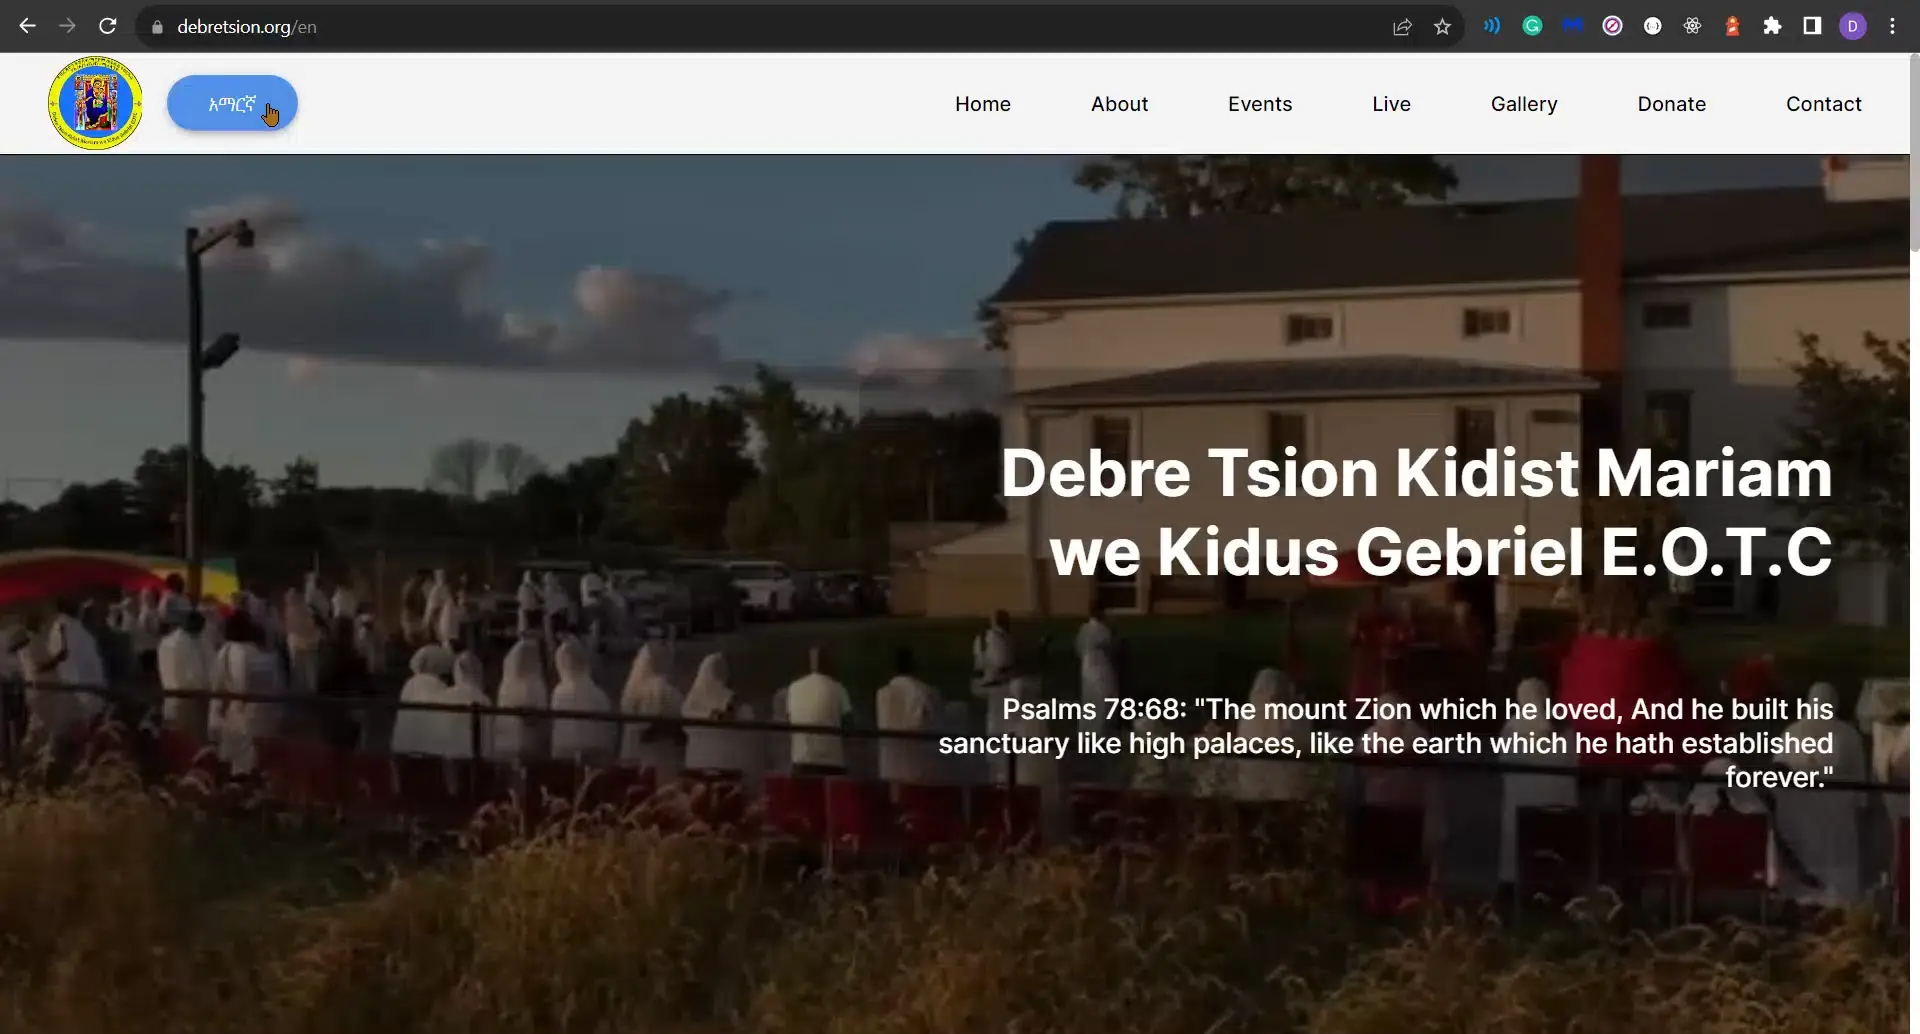 debretsion.org/en
D
አማርኛ
Home
About
Events
Live
Gallery
Donate
Contact
Debre Tsion Kidist Mariam
we Kidus Gebriel E.O.T.C
Psalms 78:68: "The mount Zion which he loved, And he built his
sanctuary like high palaces, like the earth which he hath established
forever."